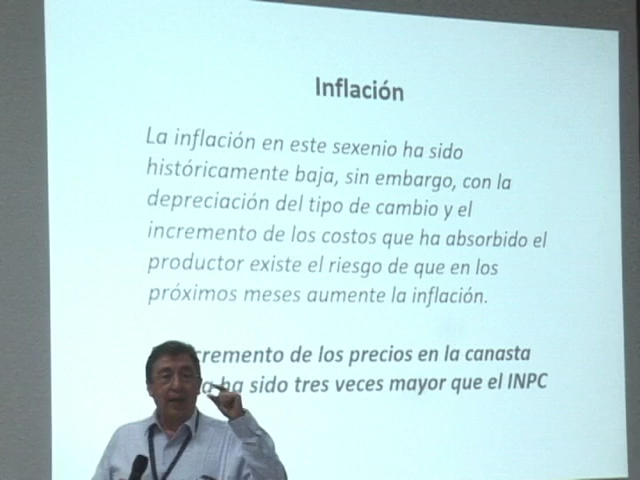 Inflación
La inflación en este sexenio ha sido
históricamente baja, sin embargo, con la
depreciación del tipo de cambio y el
incremento de los costos que ha absorbido el
productor existe el riesgo de que en los
próximos meses aumente la inflación.
cremento de los precios en la canasta
a ha sido tres veces mayor que el INPC